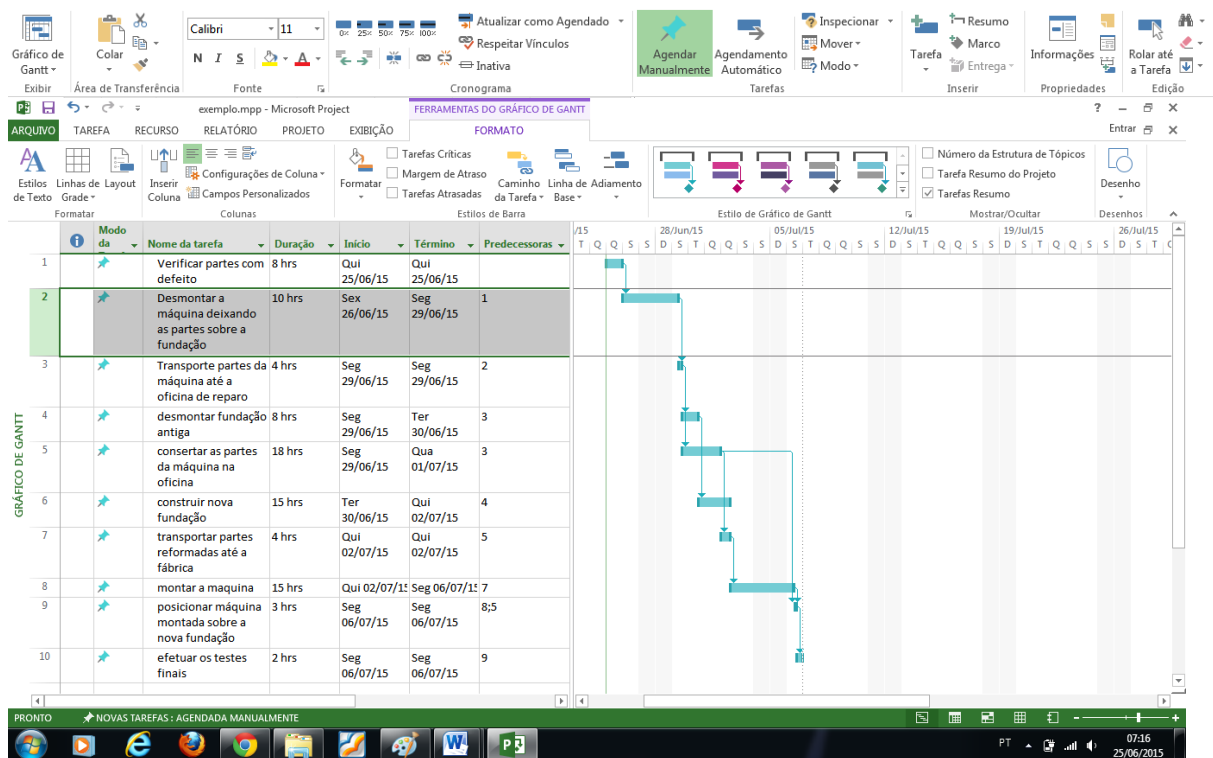 Calibri 11
Atualizar como Agendado
Respeitar Vínculos
Inativa
0% 25% 50% 75% 100%
N I S
Gráfico de Gantt
Colar
Agendar Manualmente
Agendamento Automático
Inspecionar
Mover
Modo
Tarefa
Resumo
Marco
Entrega
Informações
Rolar até a Tarefa
Exibir Área de Transferência Fonte Cronograma Tarefas Inserir Propriedades Edição
exemplo.mpp - Microsoft Project FERRAMENTAS DO GRÁFICO DE GANTT ?
ARQUIVO TAREFA RECURSO RELATÓRIO PROJETO EXIBIÇÃO FORMATO Entrar
Estilos de Texto
Linhas de Grade
Layout
Inserir Coluna
Configurações de Coluna
Campos Personalizados
Formatar
Tarefas Críticas
Margem de Atraso
Tarefas Atrasadas
Caminho da Tarefa
Linha de Base
Adiamento
Número da Estrutura de Tópicos
Tarefa Resumo do Projeto
Tarefas Resumo
Desenho
Formatar Colunas Estilos de Barra Estilo de Gráfico de Gantt Mostrar/Ocultar Desenhos
Modo da
Nome da tarefa Duração Início Término Predecessoras
/15 28/Jun/15 05/Jul/15 12/Jul/15 19/Jul/15 26/Jul/15
T Q Q S S D S T Q Q S S D S T Q Q S S D S T Q Q S S D S T Q Q S S D S T
1 Verificar partes com 8 hrs Qui Qui
defeito 25/06/15 25/06/15
2 Desmontar a 10 hrs Sex Seg 1
máquina deixando 26/06/15 29/06/15
as partes sobre a
fundação
3 Transporte partes da 4 hrs Seg Seg 2
máquina até a 29/06/15 29/06/15
oficina de reparo
4 desmontar fundação 8 hrs Seg Ter 3
antiga 29/06/15 30/06/15
5 consertar as partes 18 hrs Seg Qua 3
da máquina na 29/06/15 01/07/15
oficina
6 construir nova 15 hrs Ter Qui 4
fundação 30/06/15 02/07/15
7 transportar partes 4 hrs Qui Qui 5
reformadas até a 02/07/15 02/07/15
fábrica
8 montar a maquina 15 hrs Qui 02/07/15 Seg 06/07/15 7
9 posicionar máquina 3 hrs Seg Seg 8;5
montada sobre a 06/07/15 06/07/15
nova fundação
10 efetuar os testes 2 hrs Seg Seg 9
finais 06/07/15 06/07/15
GRÁFICO DE GANTT
PRONTO NOVAS TAREFAS : AGENDADA MANUALMENTE
PT 07:16
25/06/2015